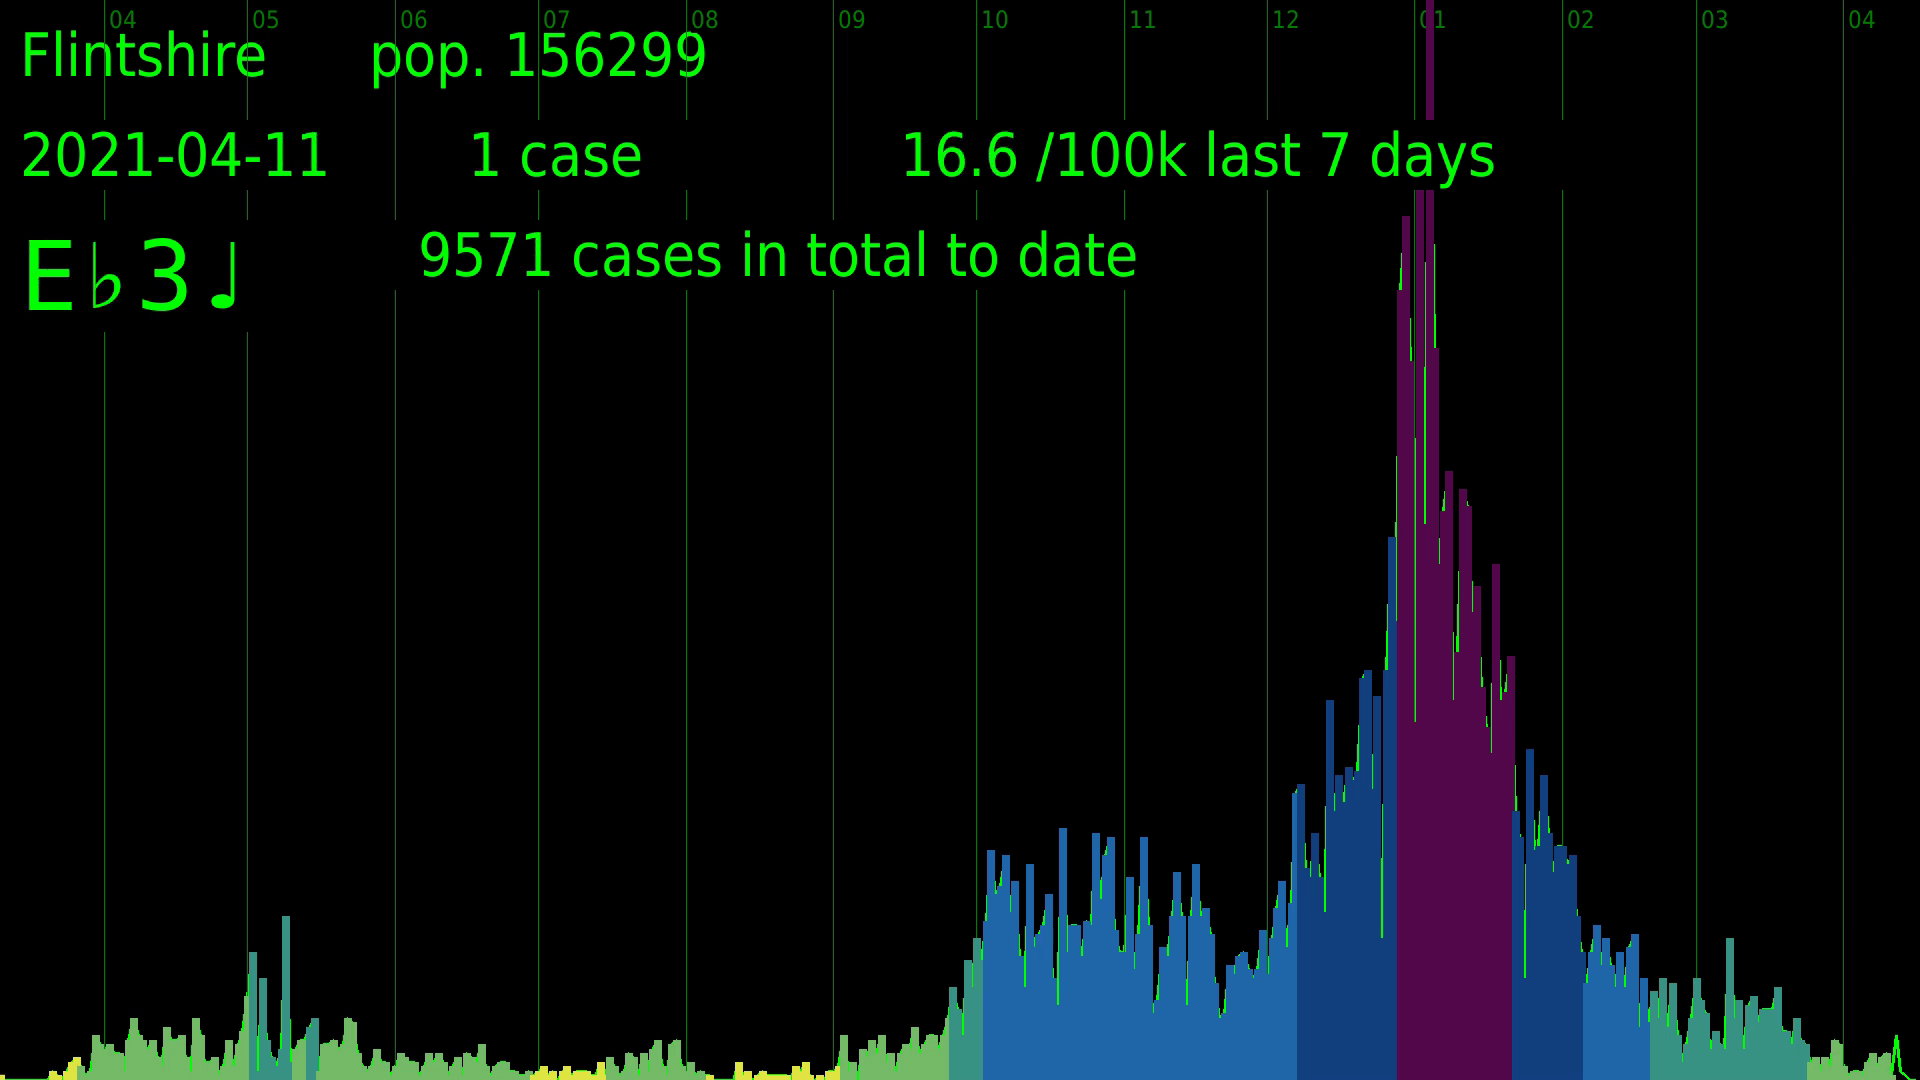 04 05 06 07 08 09 10 11 12 01 02 03 04
Flintshire pop. 156299
2021-04-11 1 case 16.6 /100k last 7 days
E♭3♩ 9571 cases in total to date